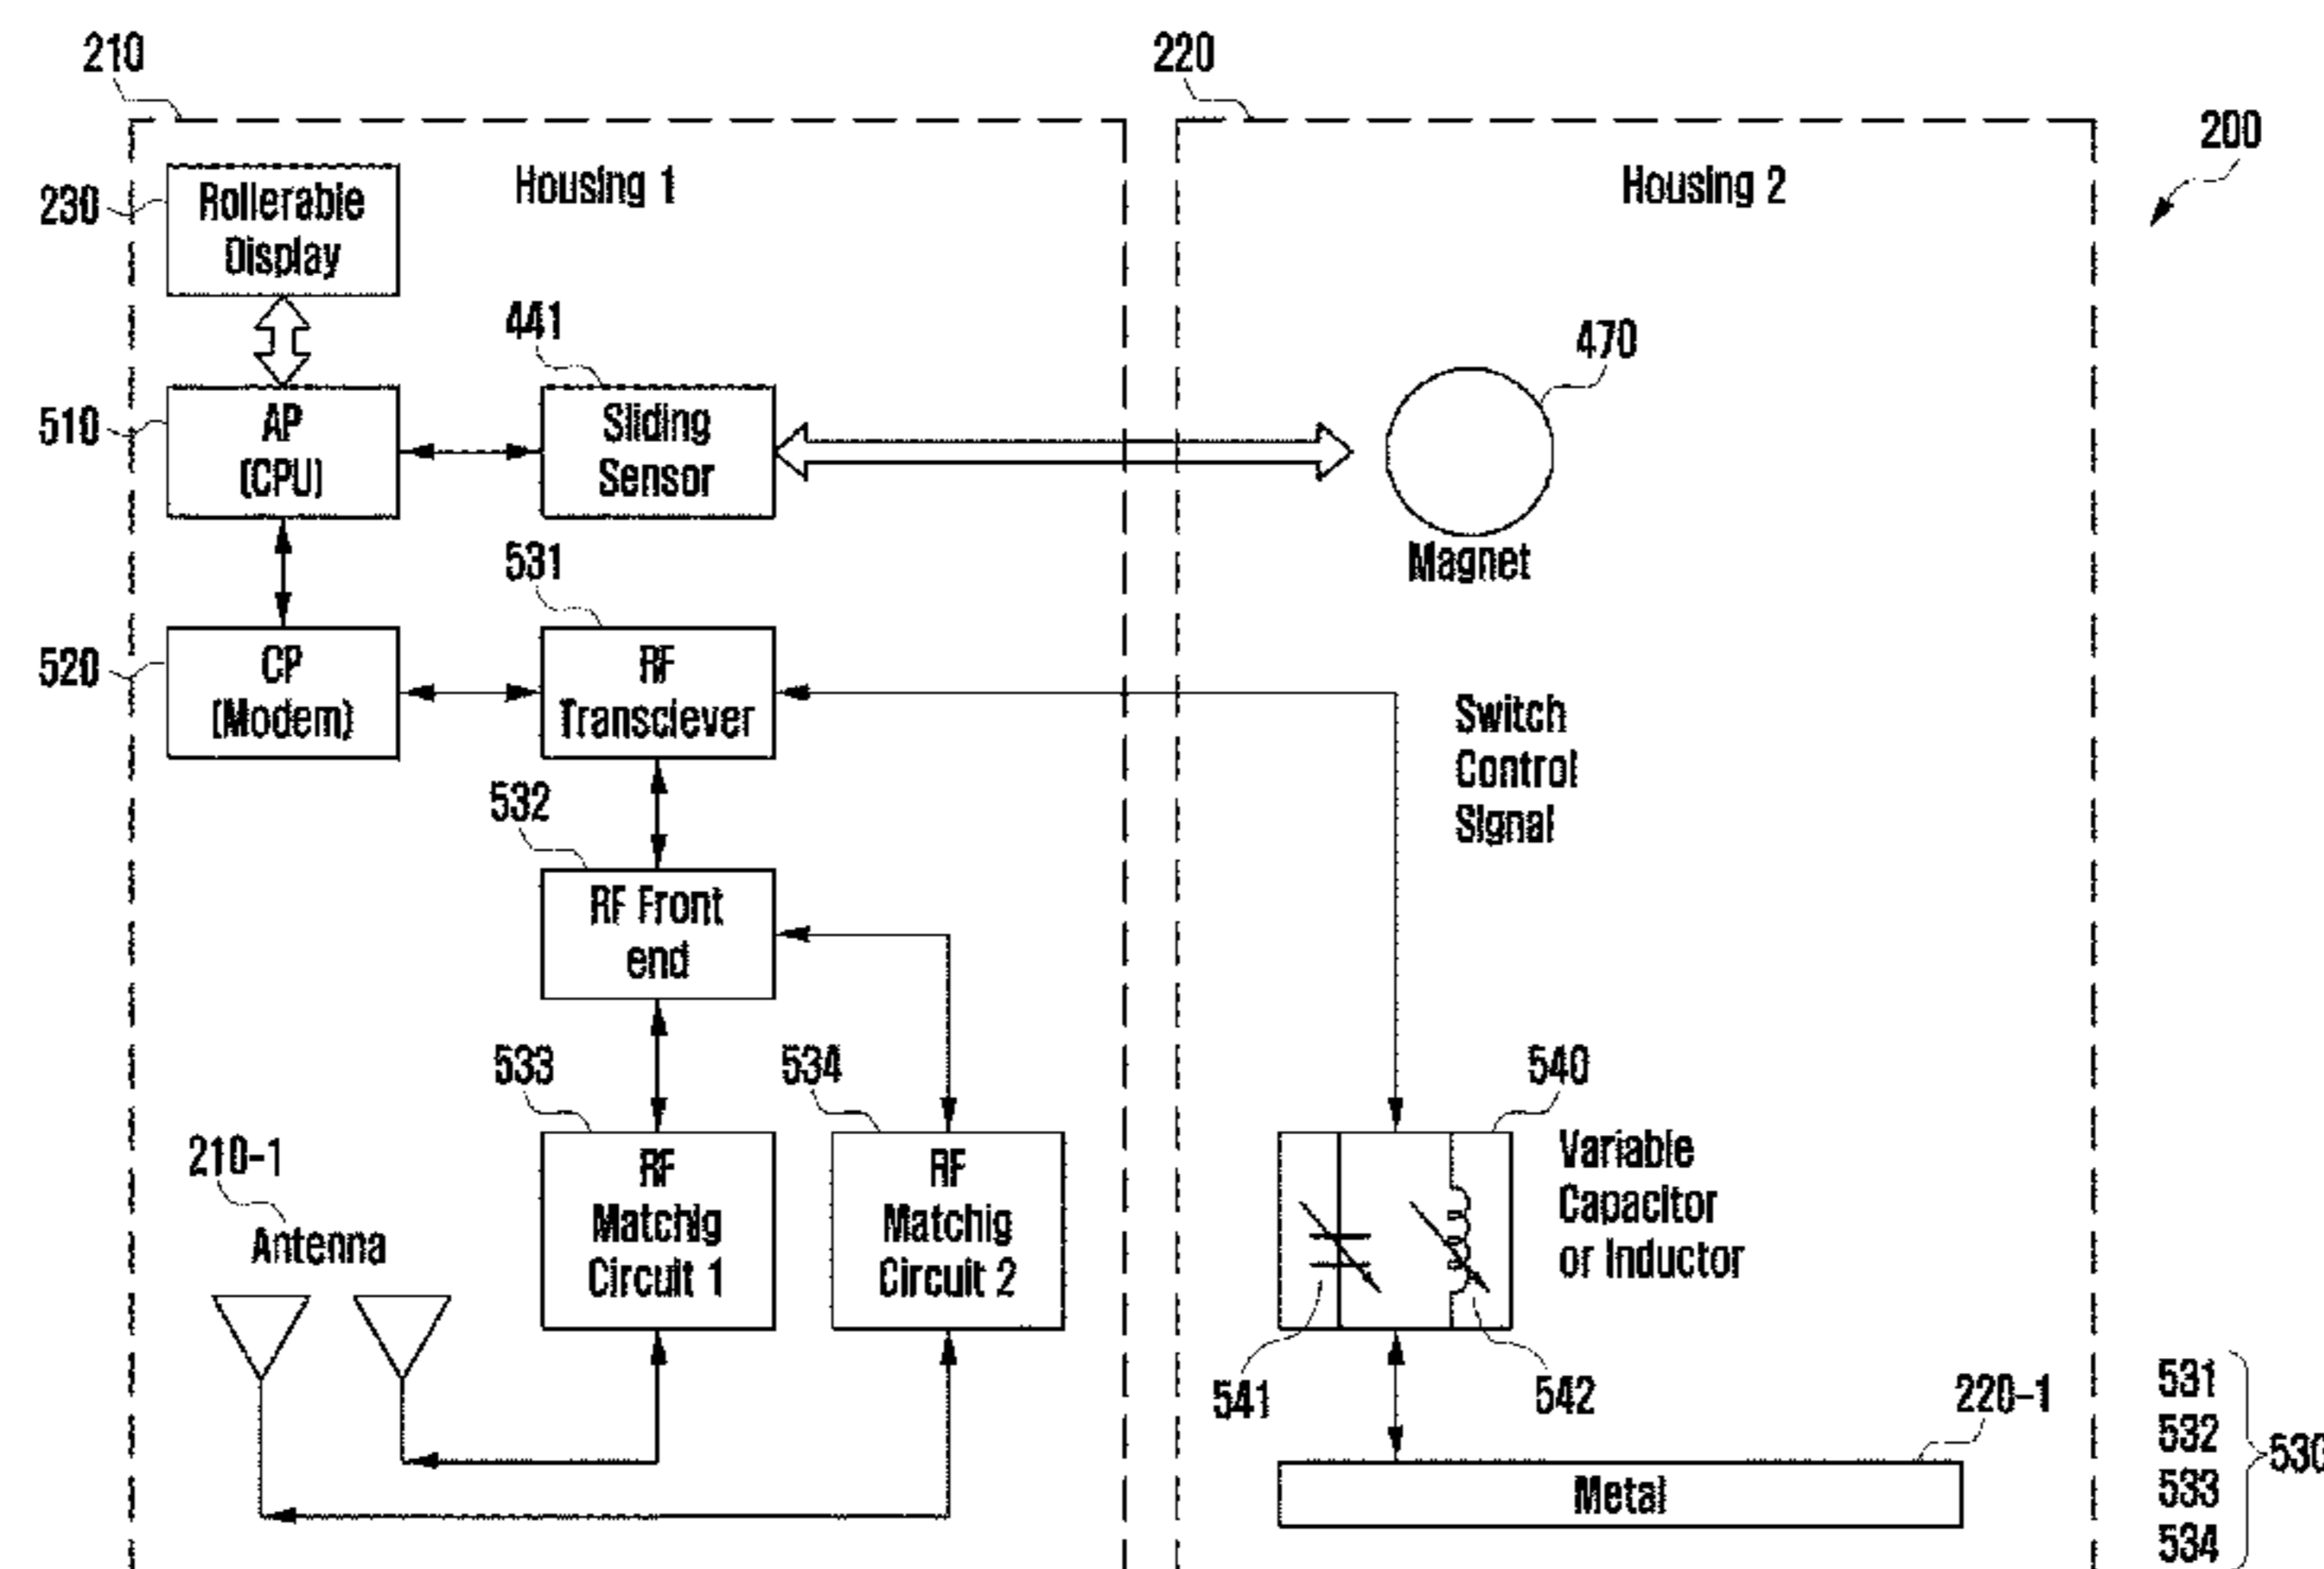 210
220
200
Housing 1
Housing 2
230
Rollerable
Display
441
470
510
AP
(CPU)
Sliding
Sensor
Magnet
531
520
CP
(Modem)
RF
Transciever
Switch
Control
Signal
532
RF Front
end
533
534
540
210-1
Antenna
RF
Matchig
Circuit 1
RF
Matchig
Circuit 2
Variable
Capacitor
or Inductor
541
542
220-1
Metal
531
532
533
534
530